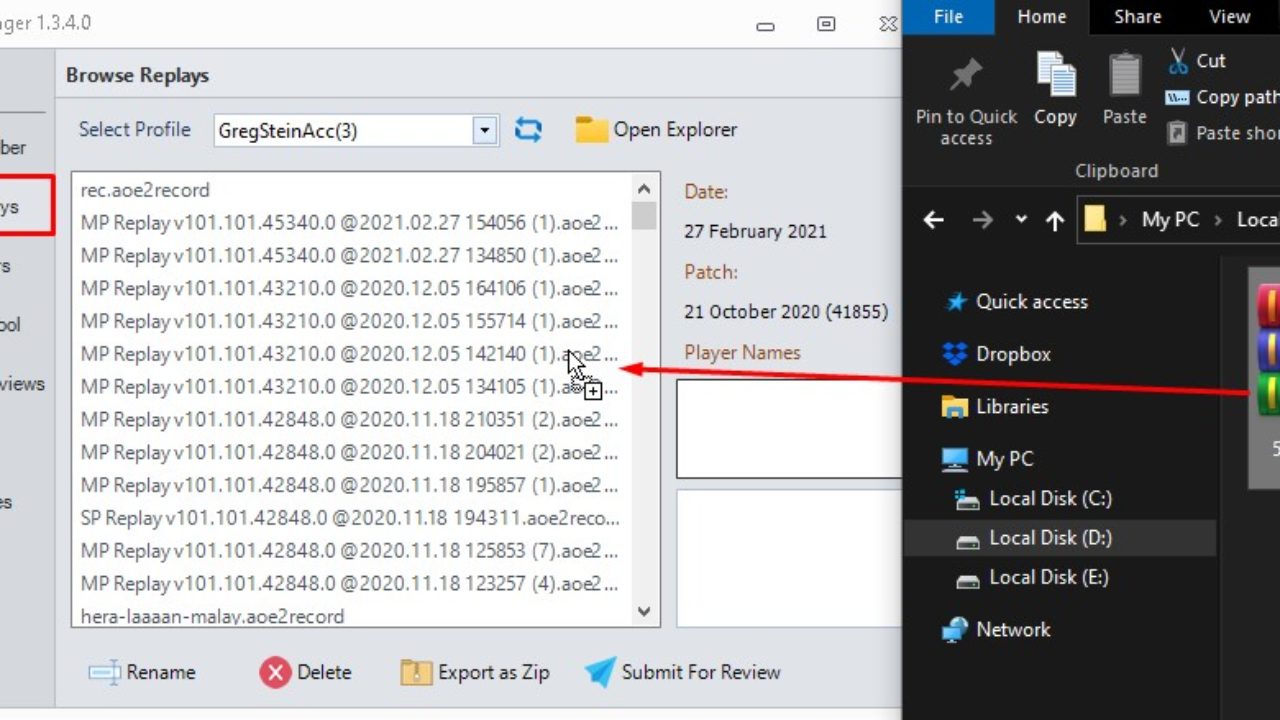 ger 1.3.4.0
Browse Replays
Select Profile GregSteinAcc(3) Open Explorer
ber
ys
rs
ool
views
es
rec.aoe2record
MP Replay v101.101.45340.0 @2021.02.27 154056 (1).aoe2...
MP Replay v101.101.45340.0 @2021.02.27 134850 (1).aoe2...
MP Replay v101.101.43210.0 @2020.12.05 164106 (1).aoe2...
MP Replay v101.101.43210.0 @2020.12.05 155714 (1).aoe2...
MP Replay v101.101.43210.0 @2020.12.05 142140 (1).aoe2...
MP Replay v101.101.43210.0 @2020.12.05 134105 (1).aoe2...
MP Replay v101.101.42848.0 @2020.11.18 210351 (2).aoe2...
MP Replay v101.101.42848.0 @2020.11.18 204021 (2).aoe2...
MP Replay v101.101.42848.0 @2020.11.18 195857 (1).aoe2...
SP Replay v101.101.42848.0 @2020.11.18 194311.aoe2reco...
MP Replay v101.101.42848.0 @2020.11.18 125853 (7).aoe2...
MP Replay v101.101.42848.0 @2020.11.18 123257 (4).aoe2...
hera-laaaan-malay.aoe2record
Date:
27 February 2021
Patch:
21 October 2020 (41855)
Player Names
Rename Delete Export as Zip Submit For Review
File Home Share View
Pin to Quick access
Copy
Paste
Cut
Copy path
Paste shor
Clipboard
My PC Loca
Quick access
Dropbox
Libraries
My PC
Local Disk (C:)
Local Disk (D:)
Local Disk (E:)
Network
5